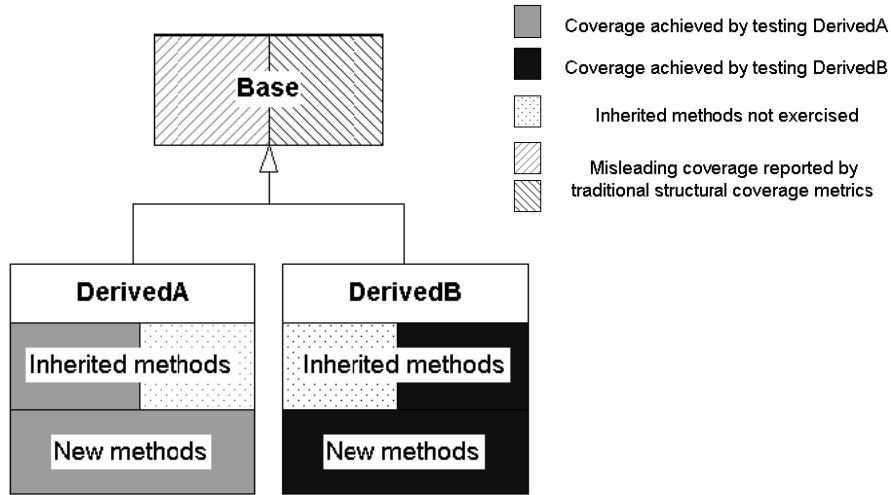 Base
DerivedA
Inherited methods
New methods
DerivedB
Inherited methods
New methods
Coverage achieved by testing DerivedA
Coverage achieved by testing DerivedB
Inherited methods not exercised
Misleading coverage reported by
traditional structural coverage metrics